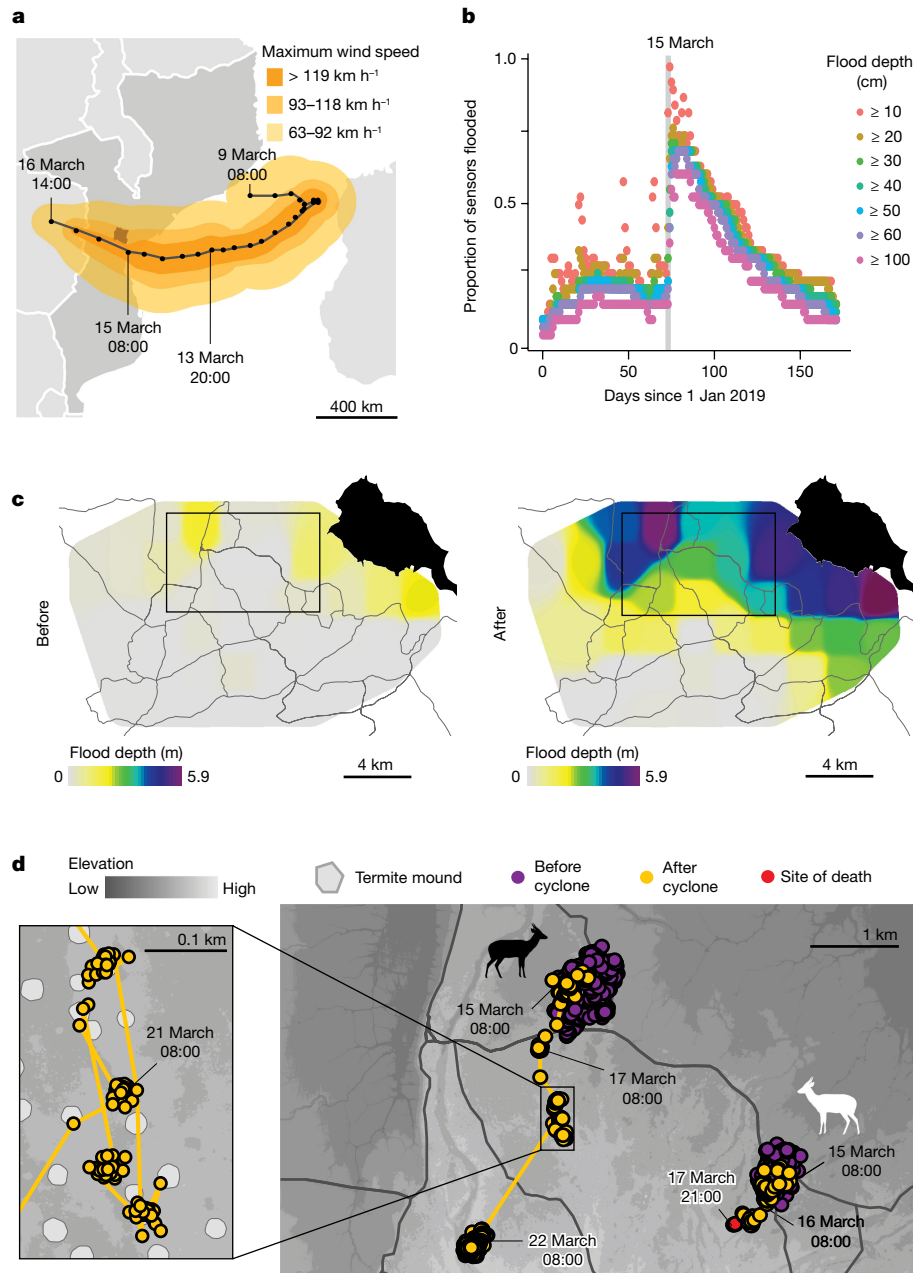 a
Maximum wind speed
> 119 km h⁻¹
93–118 km h⁻¹
63–92 km h⁻¹
9 March
08:00
16 March
14:00
15 March
08:00
13 March
20:00
400 km
b
15 March
Flood depth
(cm)
≥ 10
≥ 20
≥ 30
≥ 40
≥ 50
≥ 60
≥ 100
Proportion of sensors flooded
1.0
0.5
0
0
50
100
150
Days since 1 Jan 2019
c
Before
Flood depth (m)
0
5.9
4 km
After
Flood depth (m)
0
5.9
4 km
d
Elevation
Low
High
Termite mound
Before
cyclone
After
cyclone
Site of death
0.1 km
21 March
08:00
1 km
15 March
08:00
17 March
08:00
15 March
08:00
17 March
21:00
16 March
08:00
22 March
08:00